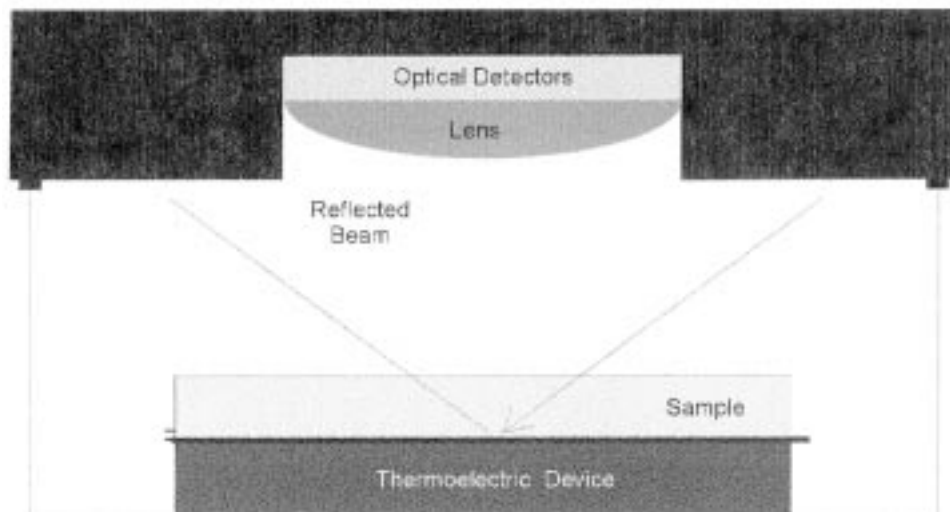 Optical Detectors
Lens
Reflected
Beam
Sample
Thermoelectric Device